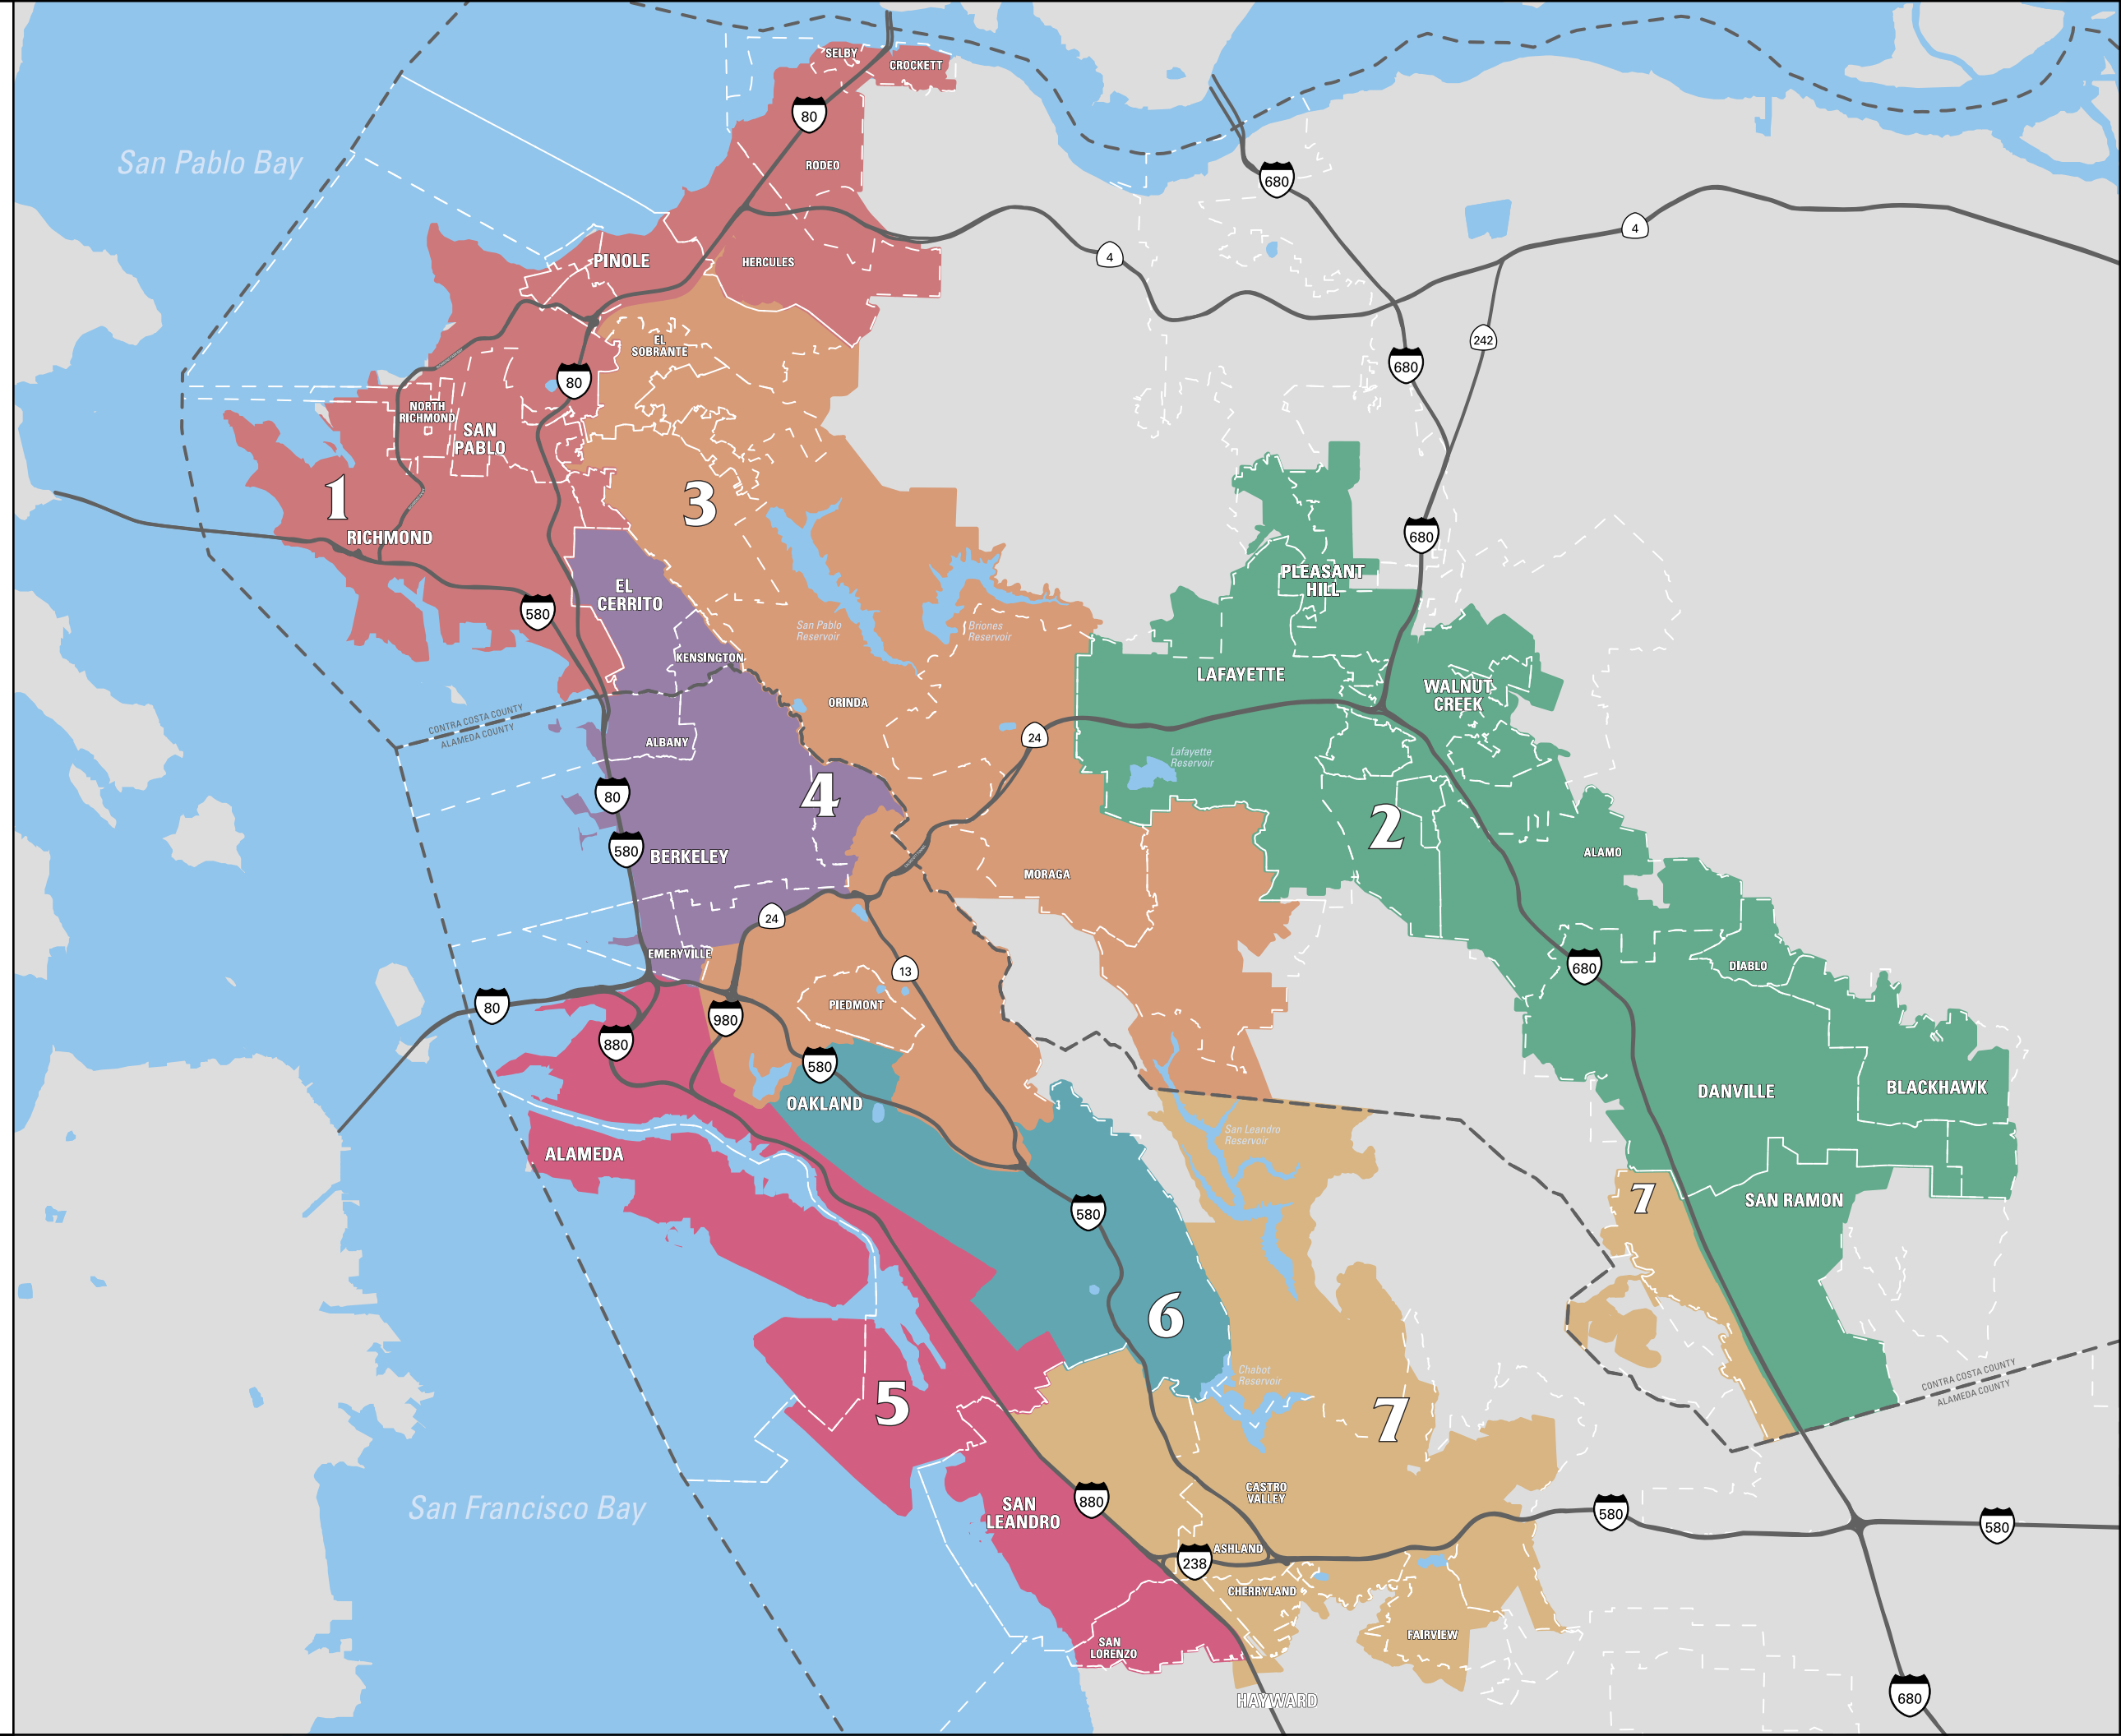 SELBY
CROCKETT
80
San Pablo Bay
RODEO
680
4
4
PINOLE
HERCULES
242
EL
SOBRANTE
680
80
NORTH
RICHMOND
SAN
PABLO
1
3
RICHMOND
680
PLEASANT
HILL
EL
CERRITO
580
San Pablo
Reservoir
Briones
Reservoir
KENSINGTON
LAFAYETTE
WALNUT
CREEK
ORINDA
CONTRA COSTA COUNTY
ALAMEDA COUNTY
ALBANY
24
Lafayette
Reservoir
80
4
2
580
BERKELEY
ALAMO
MORAGA
24
EMERYVILLE
13
680
DIABLO
80
PIEDMONT
980
880
580
OAKLAND
DANVILLE
BLACKHAWK
San Leandro
Reservoir
ALAMEDA
7
SAN RAMON
580
6
Chabot
Reservoir
CONTRA COSTA COUNTY
ALAMEDA COUNTY
5
7
CASTRO
VALLEY
San Francisco Bay
SAN
LEANDRO
880
580
580
ASHLAND
238
CHERRYLAND
FAIRVIEW
SAN
LORENZO
HAYWARD
680